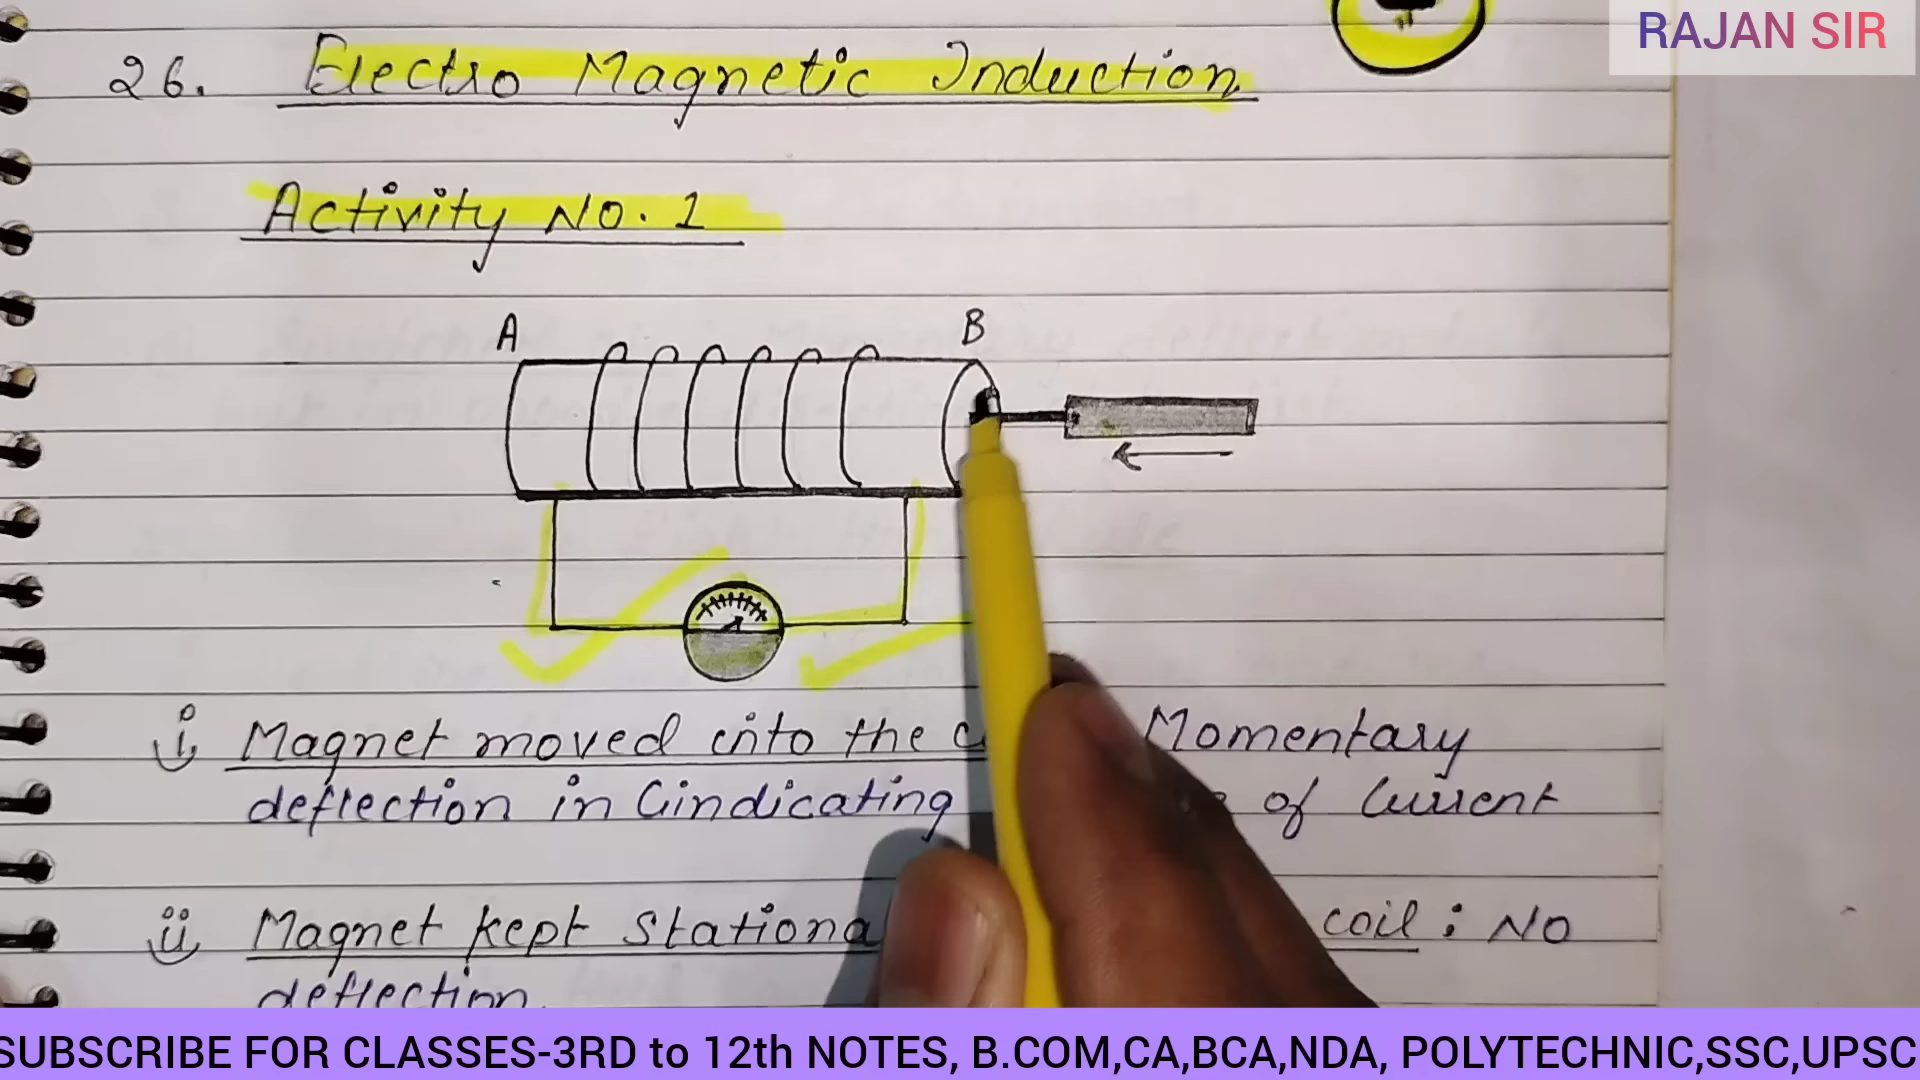 RAJAN SIR
26. Electro Magnetic Induction
Activity No. 1
A B
i Magnet moved into the Momentary
deflection in Gindicating of Current
ii Magnet kept Stationa coil : No
deflection.
SUBSCRIBE FOR CLASSES-3RD to 12th NOTES, B.COM,CA,BCA,NDA, POLYTECHNIC,SSC,UPSC